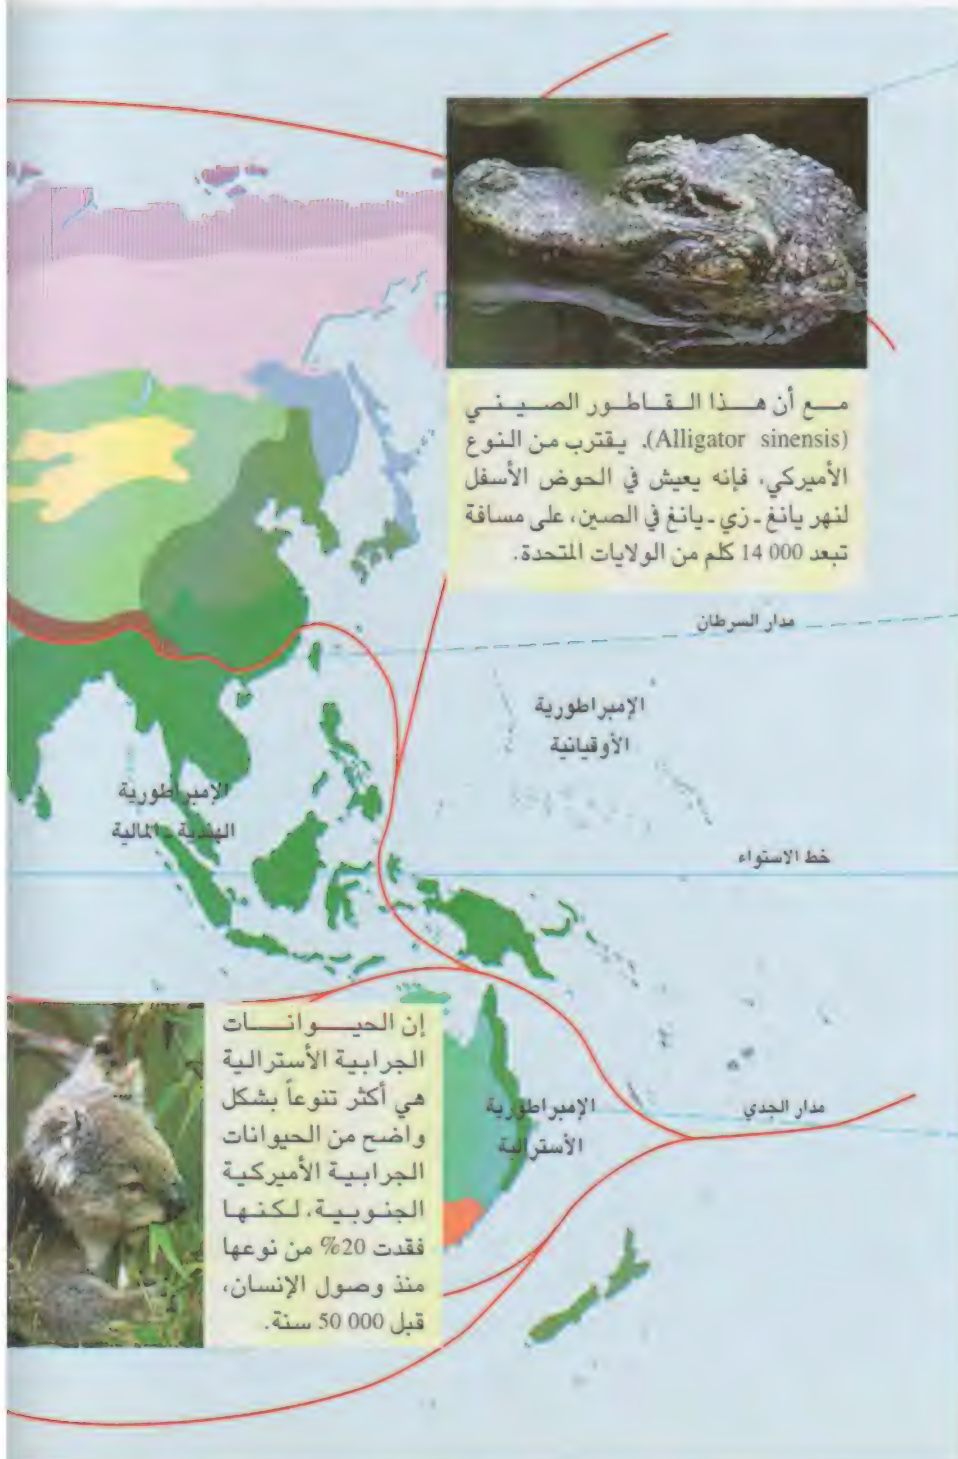 مع أن هذا القاطور الصيني
(Alligator sinensis)، يقترب من النوع
الأميركي، فإنه يعيش في الحوض الأسفل
لنهر يانغ ـ زي ـ يانغ في الصين، على مسافة
تبعد 000 14 كلم من الولايات المتحدة.
مدار السرطان
الإمبراطورية
الأوقيانية
الإمبراطورية
الهندية ـ المالية
خط الاستواء
إن الحيوانات
الجرابية الأسترالية
هي أكثر تنوعاً بشكل
واضح من الحيوانات
الجرابية الأميركية
الجنوبية، لكنها
فقدت 20% من نوعها
منذ وصول الإنسان،
قبل 000 50 سنة.
الإمبراطورية
الأسترالية
مدار الجدي